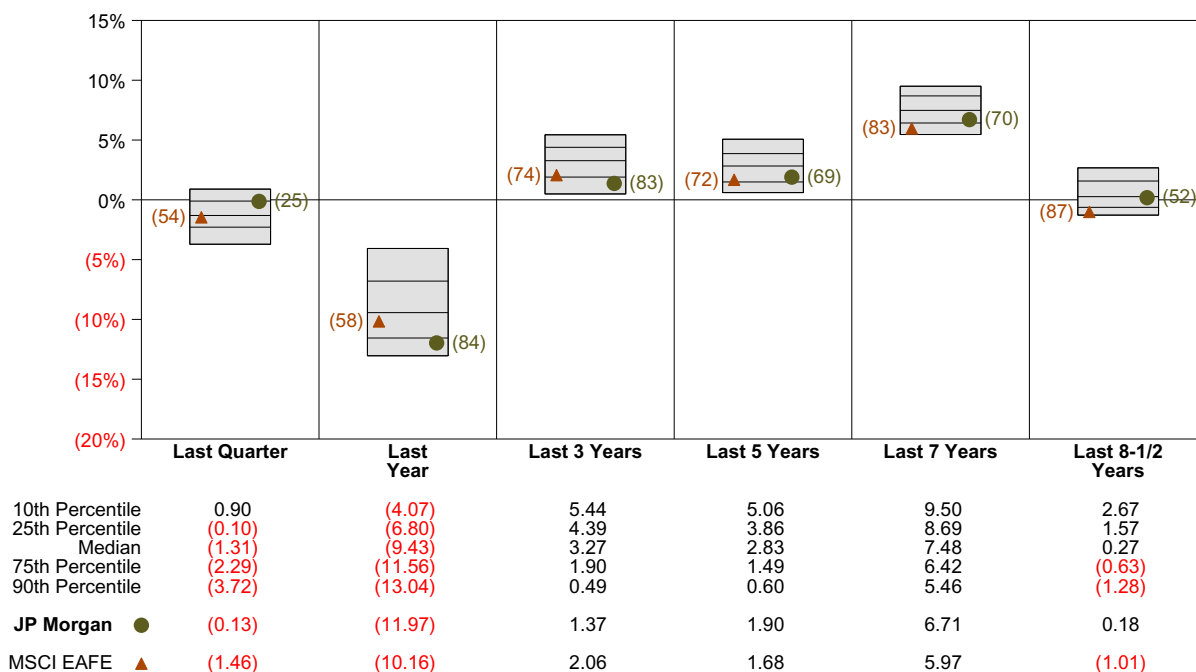 15%
10%
5%
0%
(5%)
(10%)
(15%)
(20%)
(54) (25)
(58) (84)
(74) (83)
(72) (69)
(83) (70)
(87) (52)
Last Quarter Last Year Last 3 Years Last 5 Years Last 7 Years Last 8-1/2 Years
10th Percentile 0.90 (4.07) 5.44 5.06 9.50 2.67
25th Percentile (0.10) (6.80) 4.39 3.86 8.69 1.57
Median (1.31) (9.43) 3.27 2.83 7.48 0.27
75th Percentile (2.29) (11.56) 1.90 1.49 6.42 (0.63)
90th Percentile (3.72) (13.04) 0.49 0.60 5.46 (1.28)
JP Morgan (0.13) (11.97) 1.37 1.90 6.71 0.18
MSCI EAFE (1.46) (10.16) 2.06 1.68 5.97 (1.01)